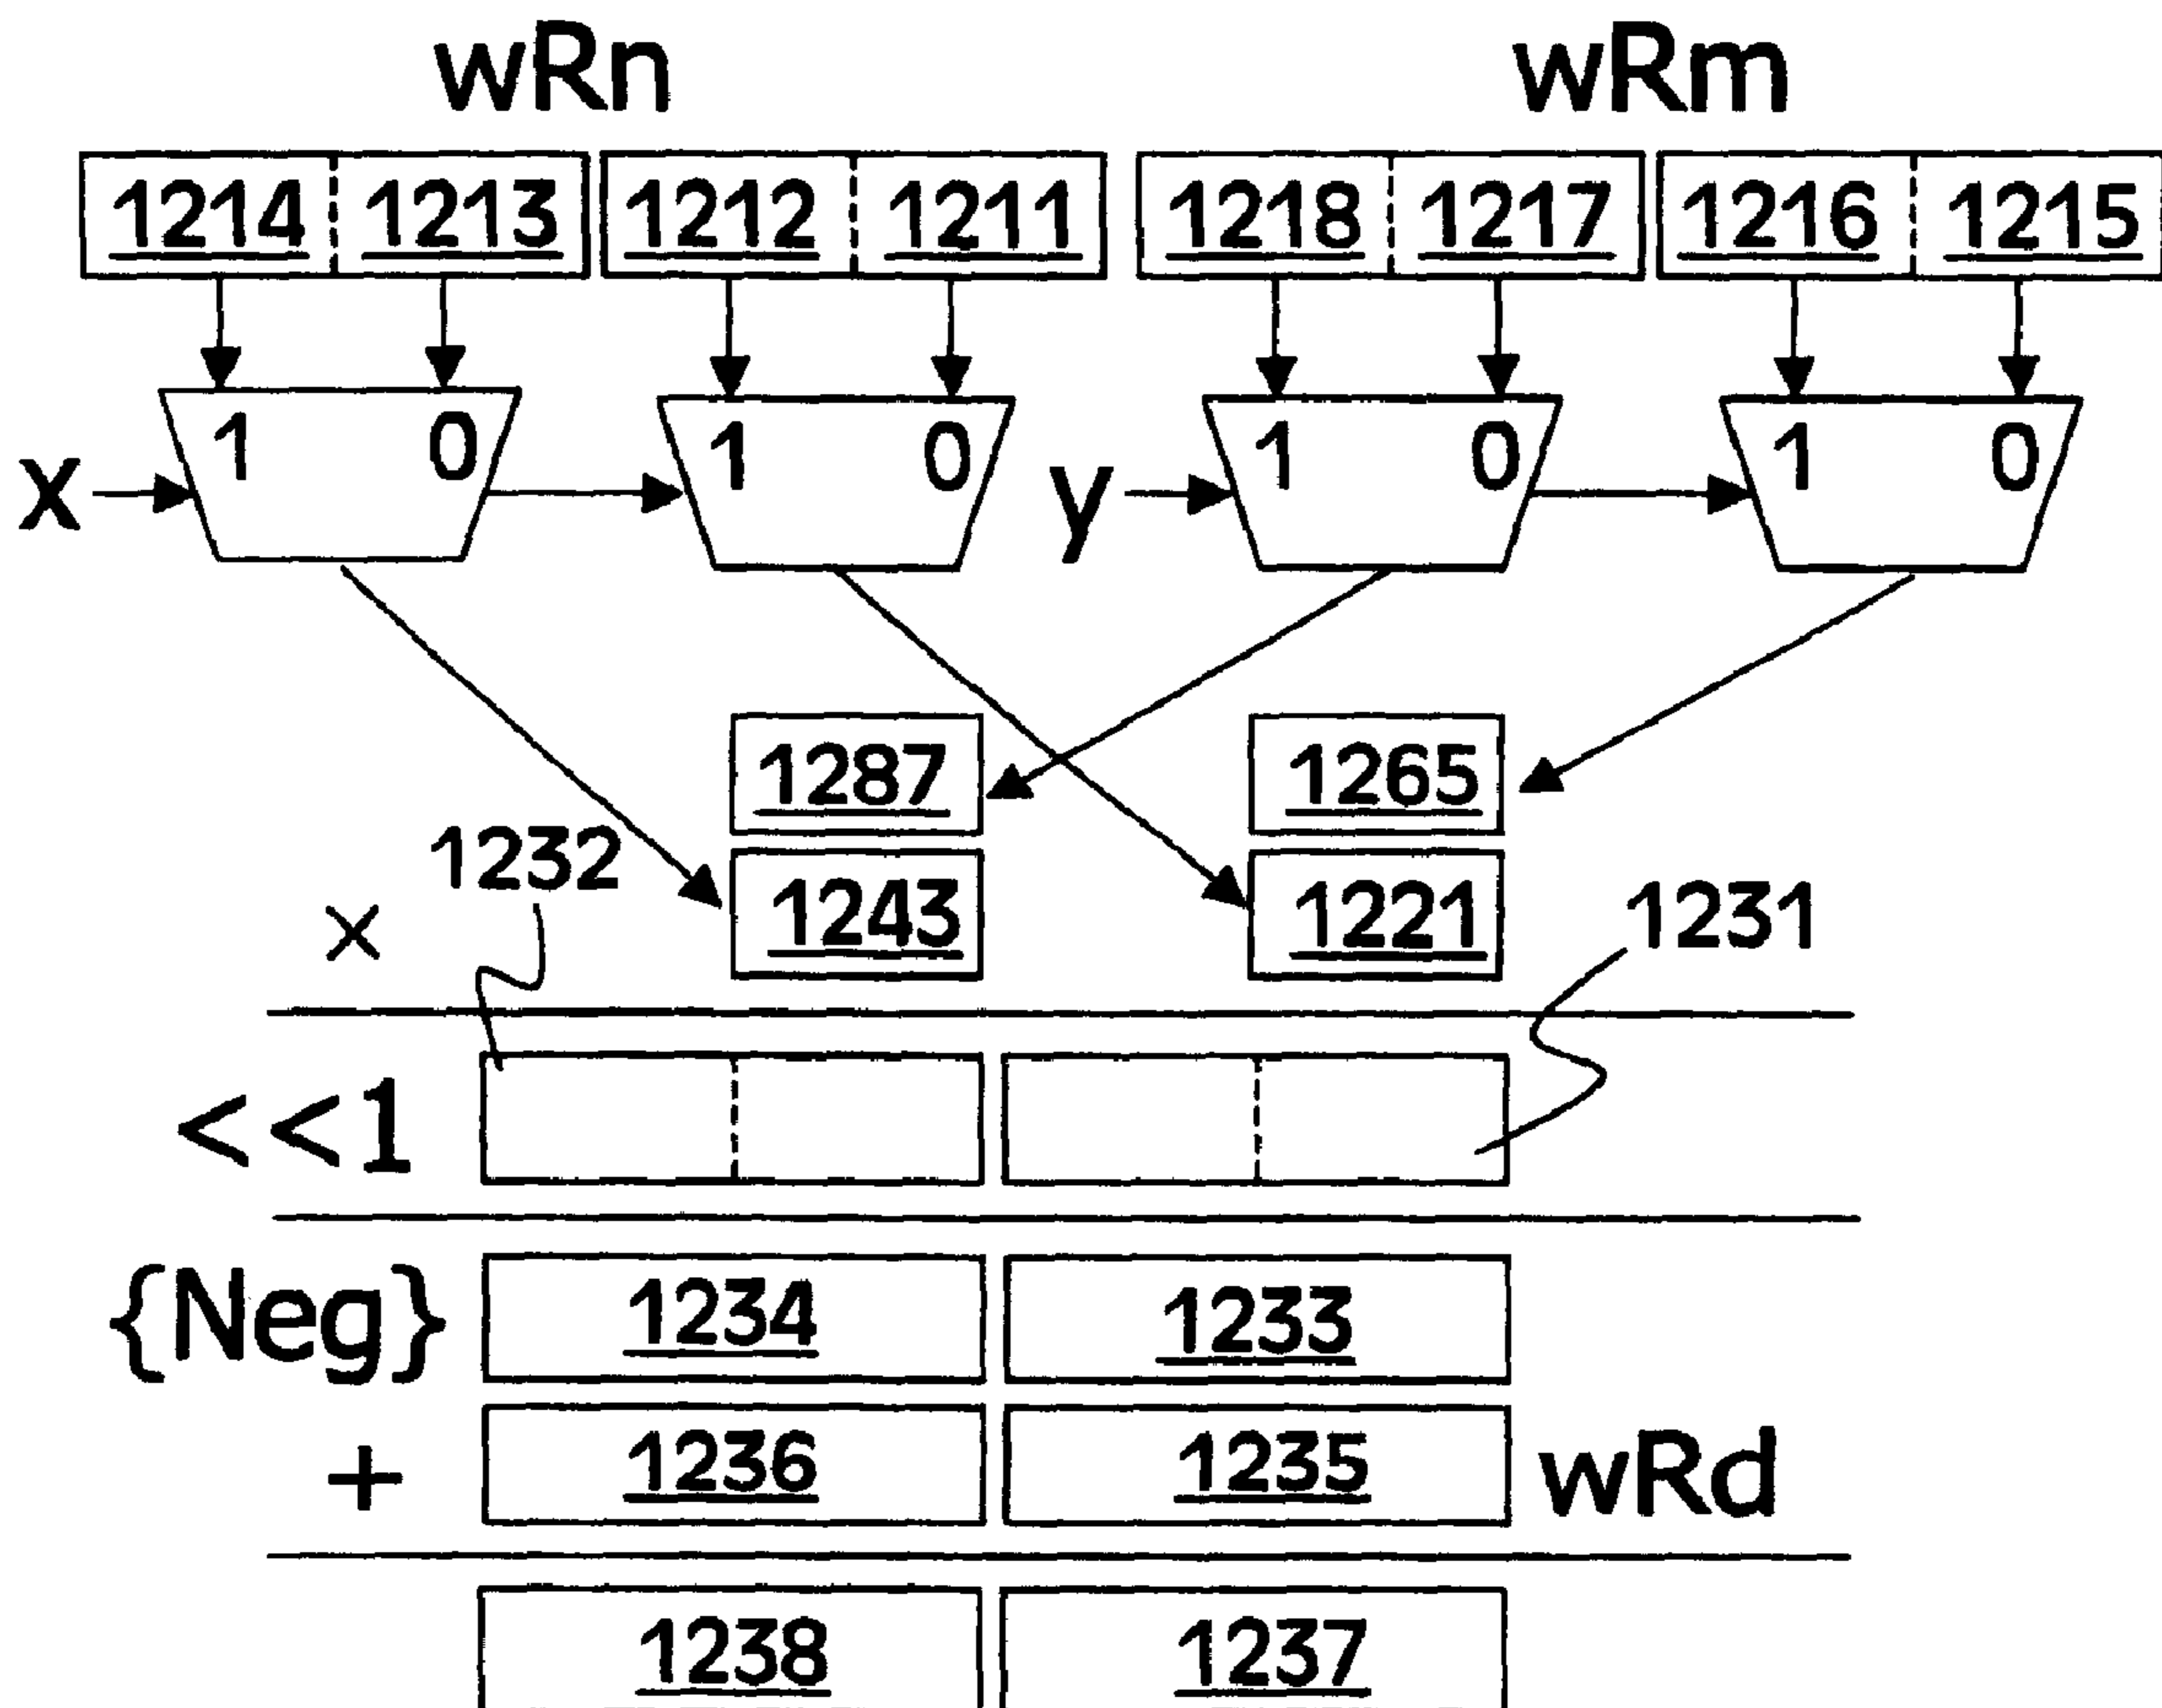 wRn wRm
1214 1213 1212 1211 1218 1217 1216 1215
1 0 1 0 1 0 1 0
x y
1287 1265
1232
× 1243 1221 1231
<<1
{Neg} 1234 1233
+ 1236 1235 wRd
1238 1237